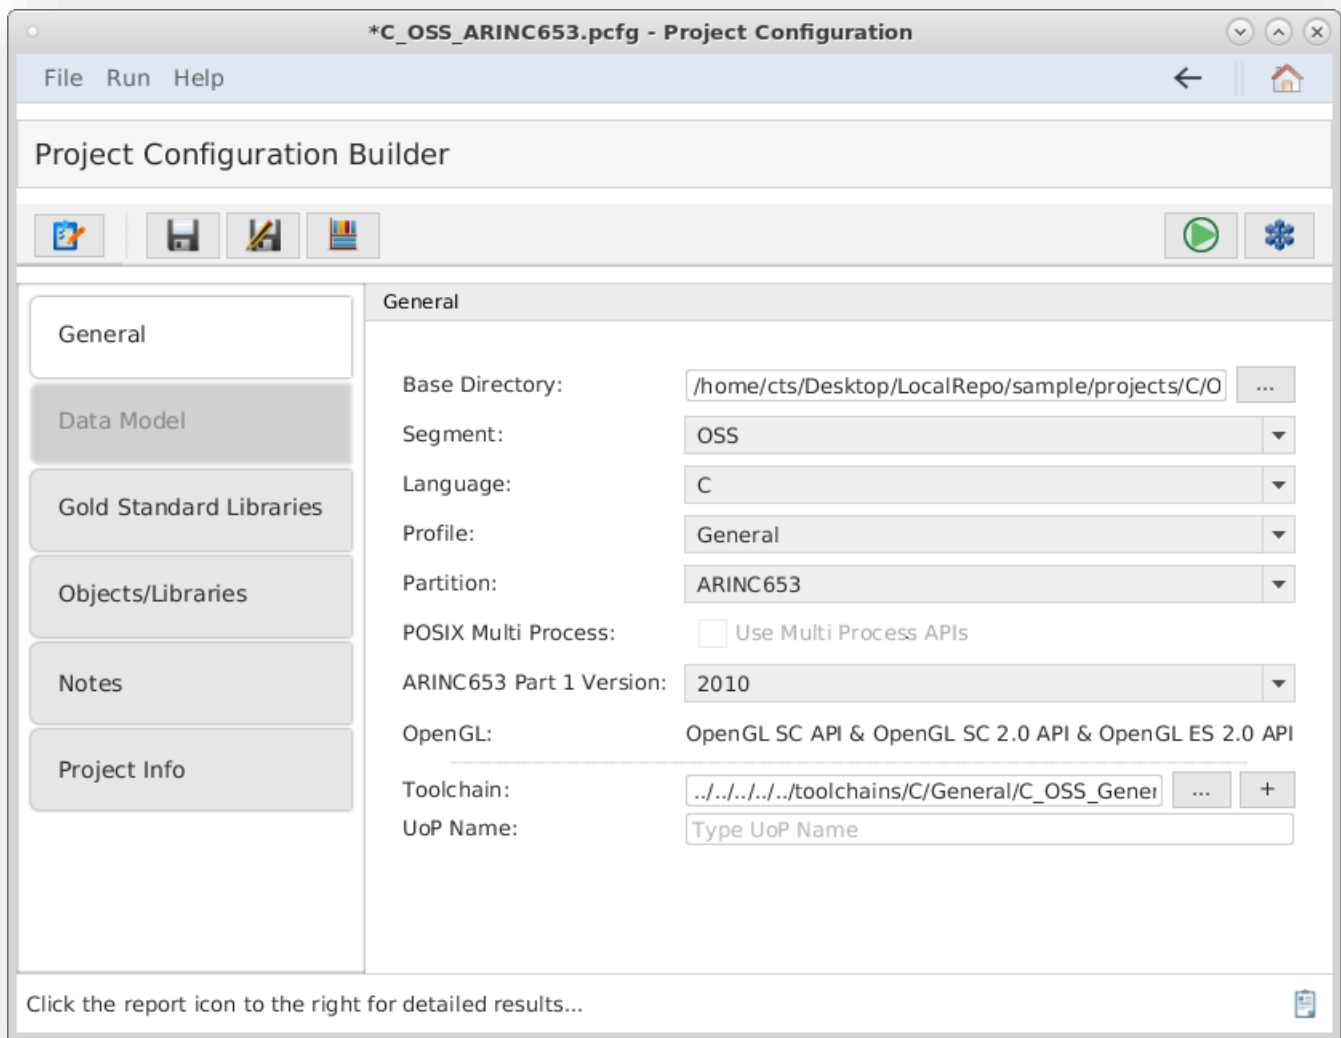 *C_OSS_ARINC653.pcfg - Project Configuration
File Run Help
Project Configuration Builder
General
Data Model
Gold Standard Libraries
Objects/Libraries
Notes
Project Info
General
Base Directory: /home/cts/Desktop/LocalRepo/sample/projects/C/O ...
Segment: OSS
Language: C
Profile: General
Partition: ARINC653
POSIX Multi Process: Use Multi Process APIs
ARINC653 Part 1 Version: 2010
OpenGL: OpenGL SC API & OpenGL SC 2.0 API & OpenGL ES 2.0 API
Toolchain: ../../../../../toolchains/C/General/C_OSS_Gener ... +
UoP Name: Type UoP Name
Click the report icon to the right for detailed results...